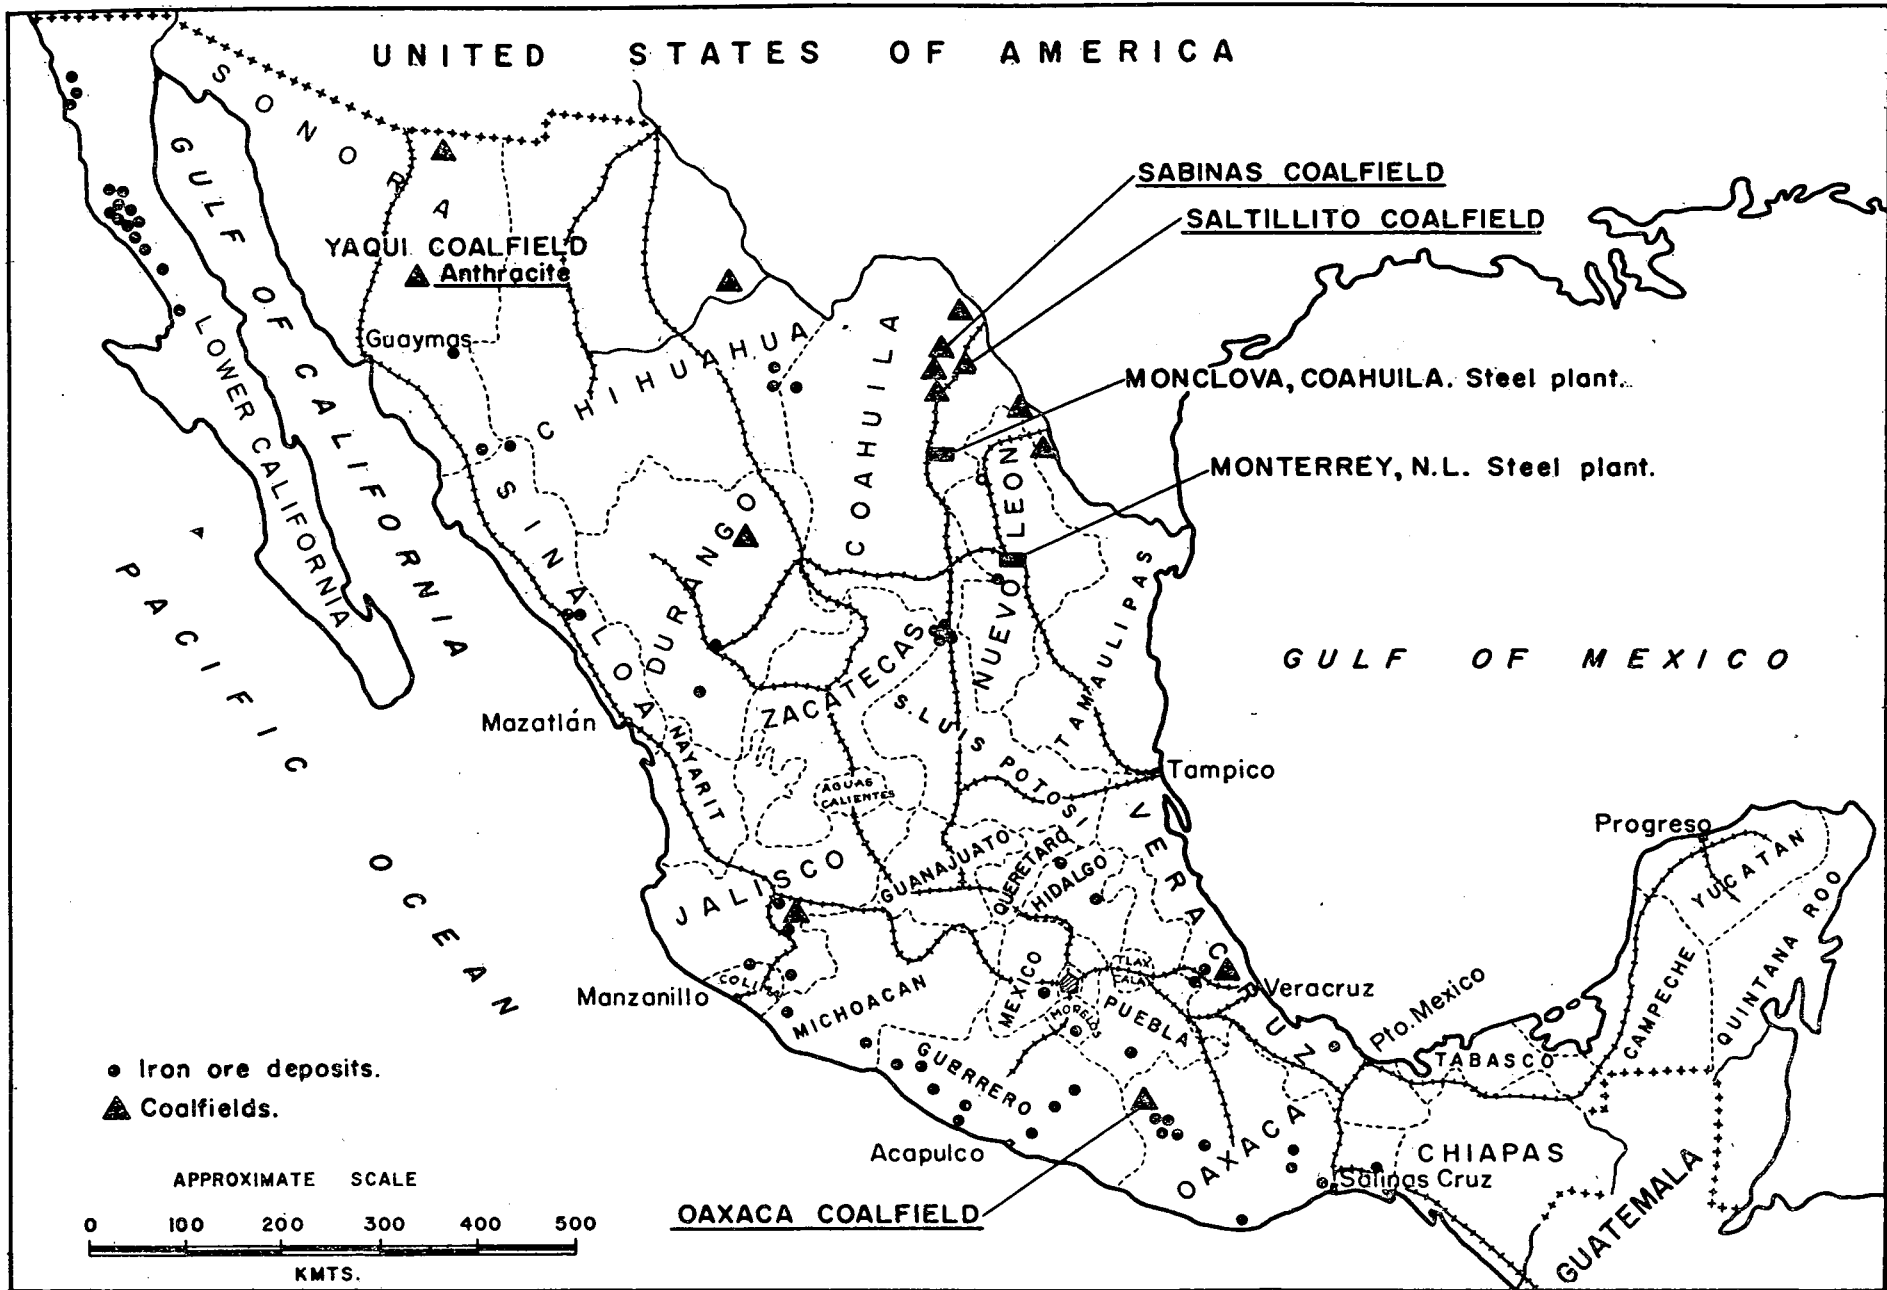 UNITED STATES OF AMERICA
SONORA
GULF OF CALIFORNIA
SABINAS COALFIELD
SALTILLITO COALFIELD
YAQUI COALFIELD
Anthracite
Guaymas
LOWER CALIFORNIA
CHIHUAHUA
COAHUILA
MONCLOVA, COAHUILA. Steel plant.
MONTERREY, N.L. Steel plant.
NUEVO LEON
SINALOA
DURANGO
PACIFIC OCEAN
GULF OF MEXICO
ZACATECAS
TAMAULIPAS
S. LUIS POTOSI
Mazatlán
NAYARIT
Tampico
AGUAS
CALIENTES
VERACRUZ
Progreso
YUCATAN
JALISCO
GUANAJUATO
QUERETARO
HIDALGO
QUINTANA ROO
CAMPECHE
COLIMA
Manzanillo
MICHOACAN
MEXICO
TLAX
CALA
MORELOS
PUEBLA
Veracruz
Pto. Mexico
TABASCO
GUERRERO
Iron ore deposits.
Coalfields.
Acapulco
OAXACA
CHIAPAS
Salinas Cruz
GUATEMALA
OAXACA COALFIELD
APPROXIMATE SCALE
0 100 200 300 400 500
KMTS.